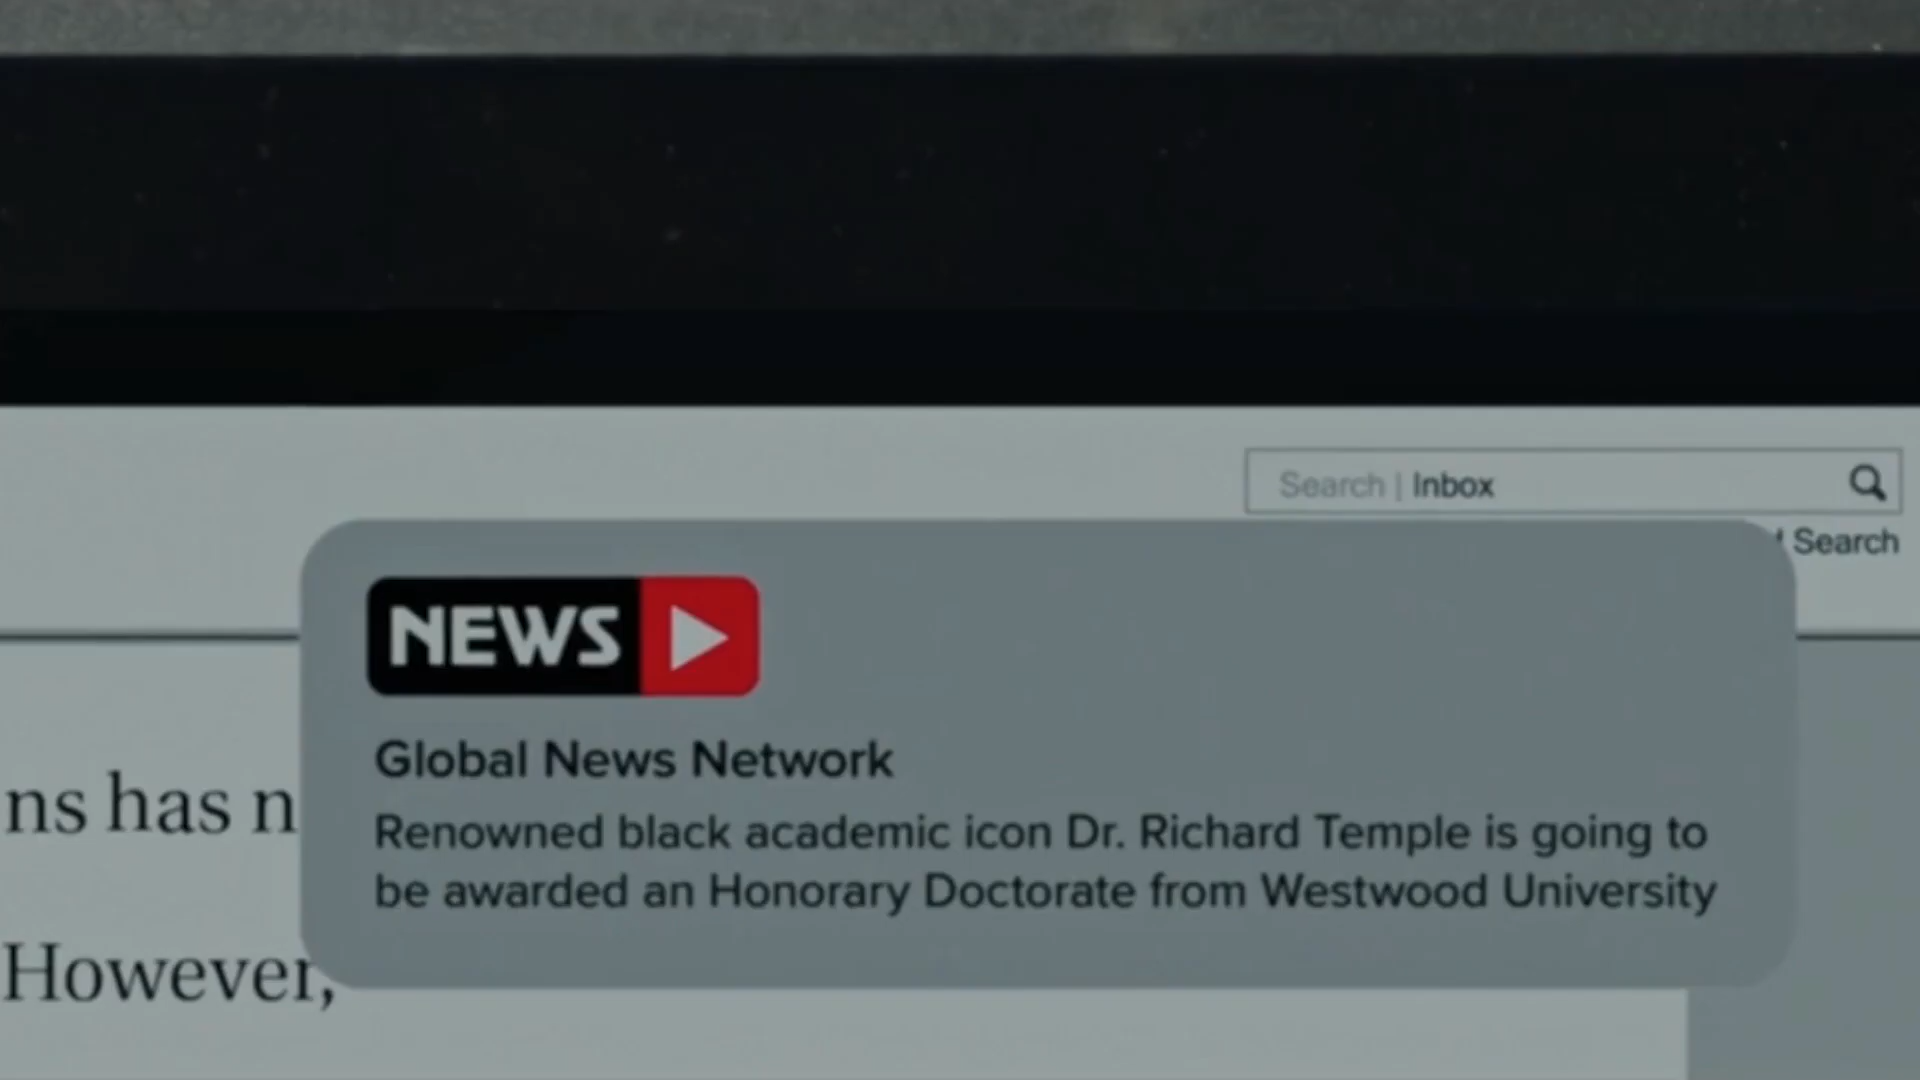 Search | Inbox
Search
NEWS
Global News Network
ns has n
Renowned black academic icon Dr. Richard Temple is going to
be awarded an Honorary Doctorate from Westwood University
However,